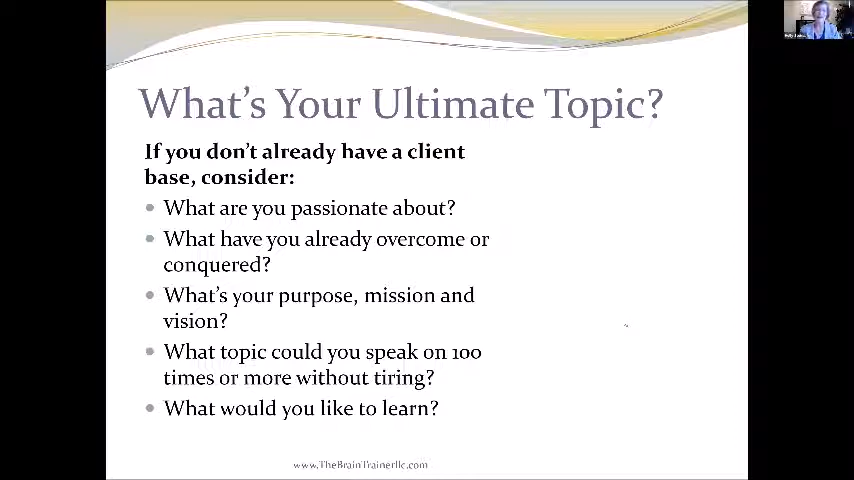 What's Your Ultimate Topic?
If you don't already have a client
base, consider:
• What are you passionate about?
• What have you already overcome or
conquered?
• What's your purpose, mission and
vision?
• What topic could you speak on 100
times or more without tiring?
• What would you like to learn?
www.TheBrainTrainerllc.com